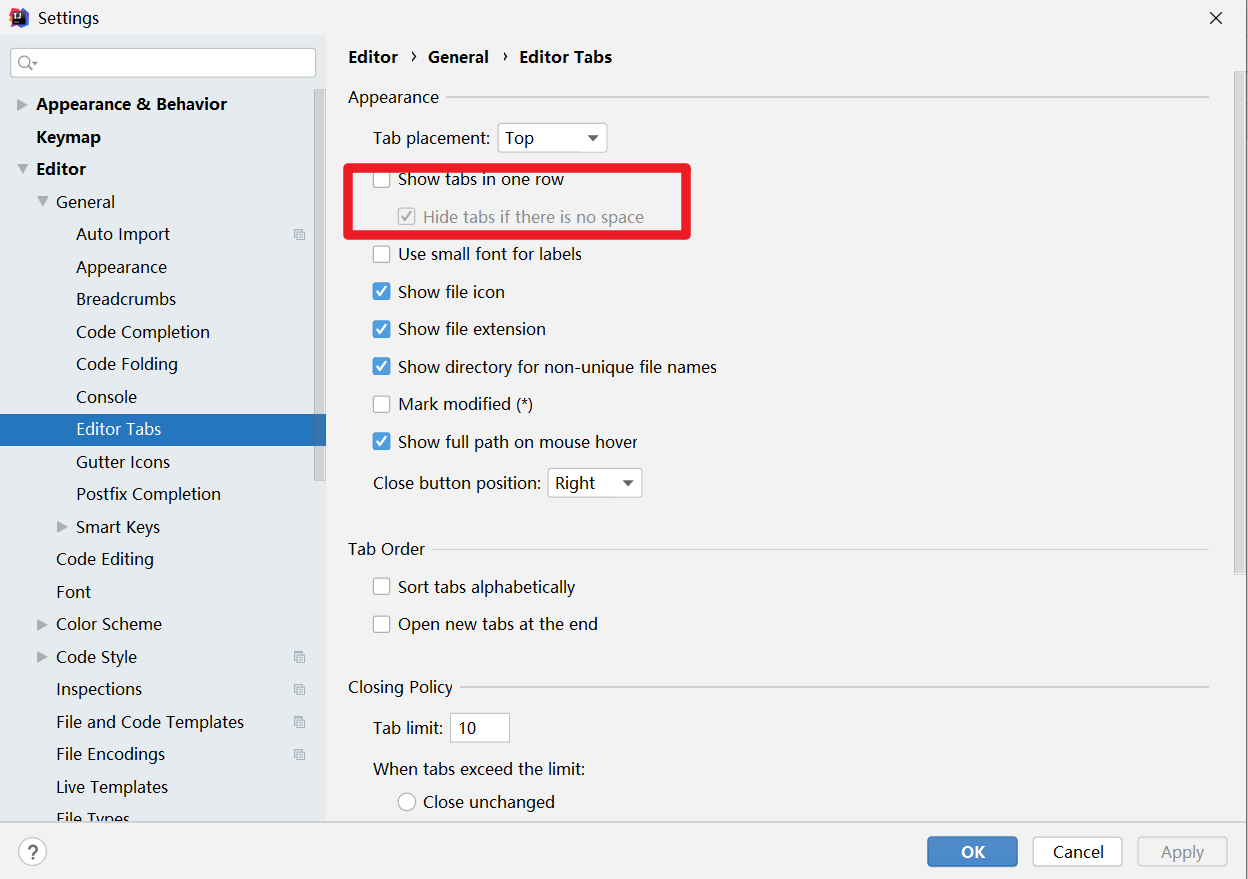 Settings
Appearance & Behavior
Keymap
Editor
General
Auto Import
Appearance
Breadcrumbs
Code Completion
Code Folding
Console
Editor Tabs
Gutter Icons
Postfix Completion
Smart Keys
Code Editing
Font
Color Scheme
Code Style
Inspections
File and Code Templates
File Encodings
Live Templates
File Types
Editor › General › Editor Tabs
Appearance
Tab placement: Top
Show tabs in one row
Hide tabs if there is no space
Use small font for labels
Show file icon
Show file extension
Show directory for non-unique file names
Mark modified (*)
Show full path on mouse hover
Close button position: Right
Tab Order
Sort tabs alphabetically
Open new tabs at the end
Closing Policy
Tab limit: 10
When tabs exceed the limit:
Close unchanged
? OK Cancel Apply